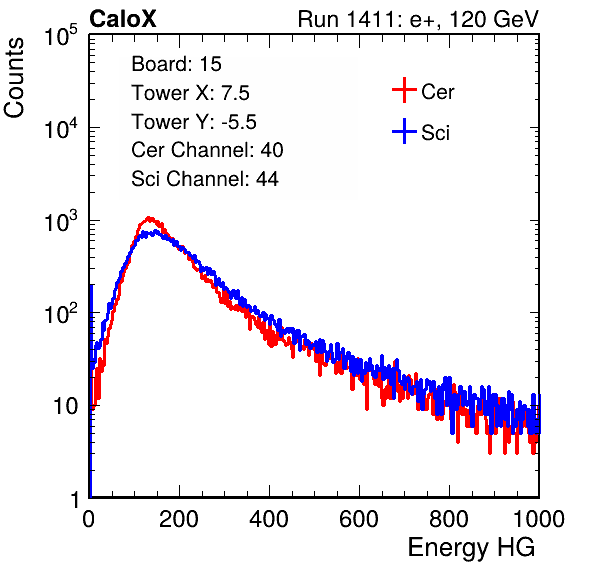 CaloX Run 1411: e+, 120 GeV
Counts
Board: 15
Tower X: 7.5
Tower Y: -5.5
Cer Channel: 40
Sci Channel: 44
Cer
Sci
10^5
10^4
10^3
10^2
10
1
0 200 400 600 800 1000
Energy HG